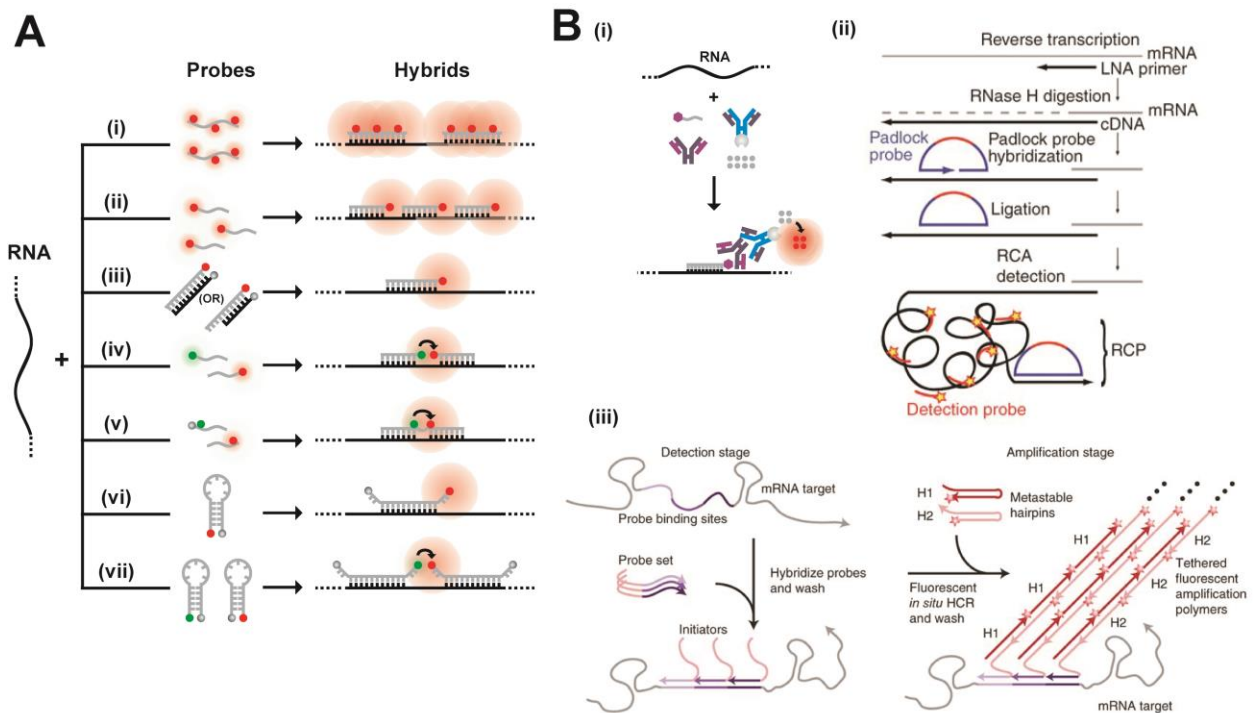 A
Probes
Hybrids
RNA
+
(i)
(ii)
(iii)
(OR)
(iv)
(v)
(vi)
(vii)
B
(i)
RNA
+
(ii)
Reverse transcription
mRNA
LNA primer
RNase H digestion
mRNA
cDNA
Padlock
probe
Padlock probe
hybridization
Ligation
RCA
detection
RCP
Detection probe
(iii)
Detection stage
mRNA target
Probe binding sites
Probe set
Hybridize probes
and wash
Initiators
Amplification stage
H1
H2
Metastable
hairpins
Fluorescent
in situ HCR
and wash
H1
H2
H1
H2
H1
H2
Tethered
fluorescent
amplification
polymers
mRNA target